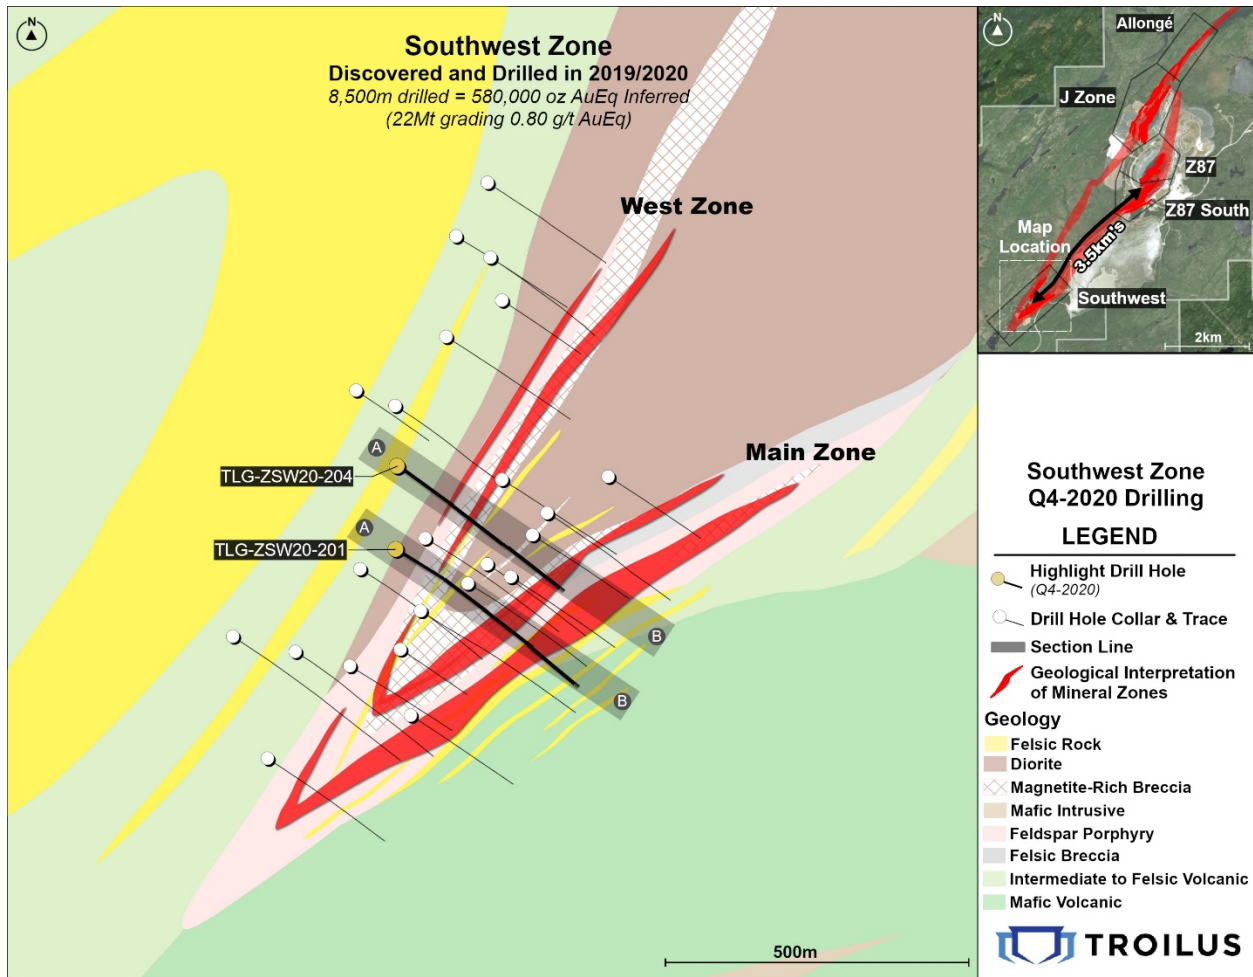 N
Southwest Zone
Discovered and Drilled in 2019/2020
8,500m drilled = 580,000 oz AuEq Inferred
(22Mt grading 0.80 g/t AuEq)
West Zone
Main Zone
A
TLG-ZSW20-204
A
TLG-ZSW20-201
B
B
500m
N
Allongé
J Zone
Z87
Z87 South
Map
Location
3.5km's
Southwest
2km
Southwest Zone
Q4-2020 Drilling
LEGEND
Highlight Drill Hole
(Q4-2020)
Drill Hole Collar & Trace
Section Line
Geological Interpretation
of Mineral Zones
Geology
Felsic Rock
Diorite
Magnetite-Rich Breccia
Mafic Intrusive
Feldspar Porphyry
Felsic Breccia
Intermediate to Felsic Volcanic
Mafic Volcanic
TROILUS